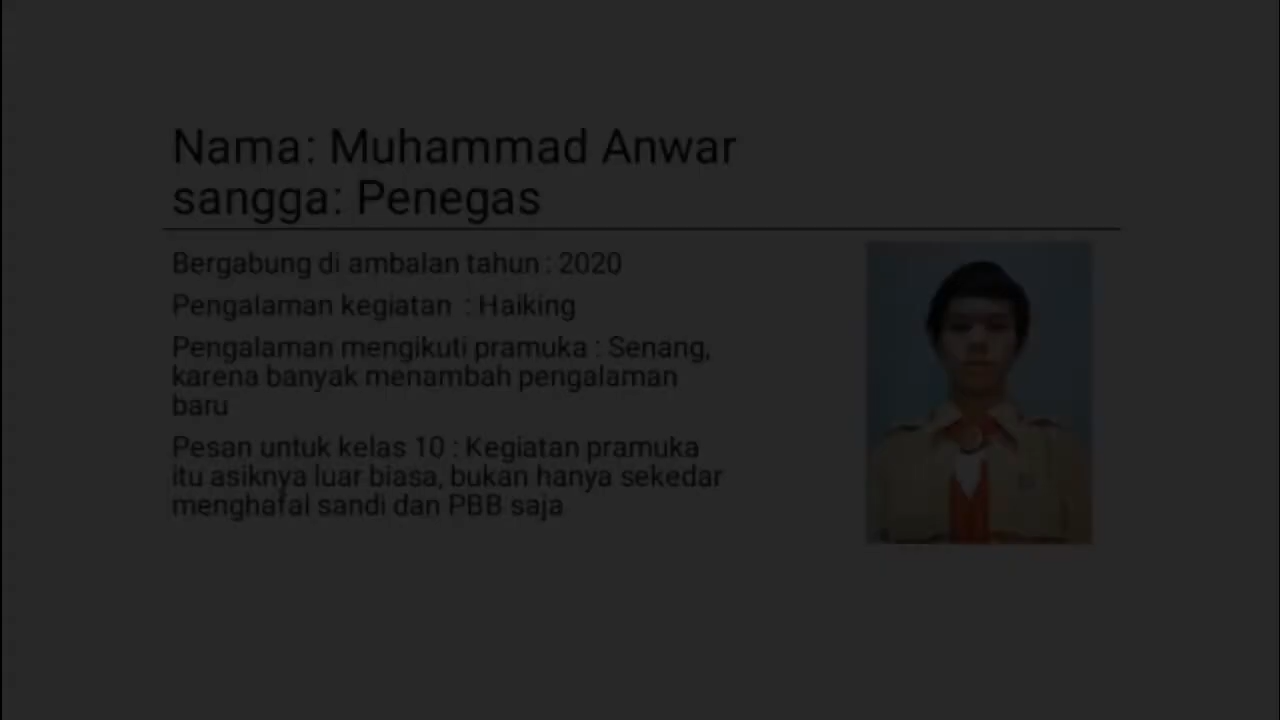 Nama: Muhammad Anwar
sangga: Penegas
Bergabung di ambalan tahun : 2020
Pengalaman kegiatan : Haiking
Pengalaman mengikuti pramuka : Senang,
karena banyak menambah pengalaman
baru
Pesan untuk kelas 10 : Kegiatan pramuka
itu asiknya luar biasa, bukan hanya sekedar
menghafal sandi dan PBB saja